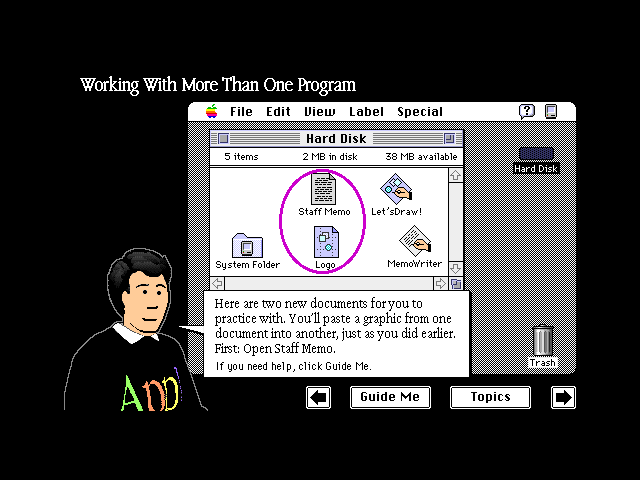 Working With More Than One Program
File Edit View Label Special
Hard Disk
5 items 2 MB in disk 38 MB available
Hard Disk
Staff Memo Let'sDraw!
System Folder Logo MemoWriter
Here are two new documents for you to
practice with. You'll paste a graphic from one
document into another, just as you did earlier.
First: Open Staff Memo.
If you need help, click Guide Me.
Trash
Guide Me Topics